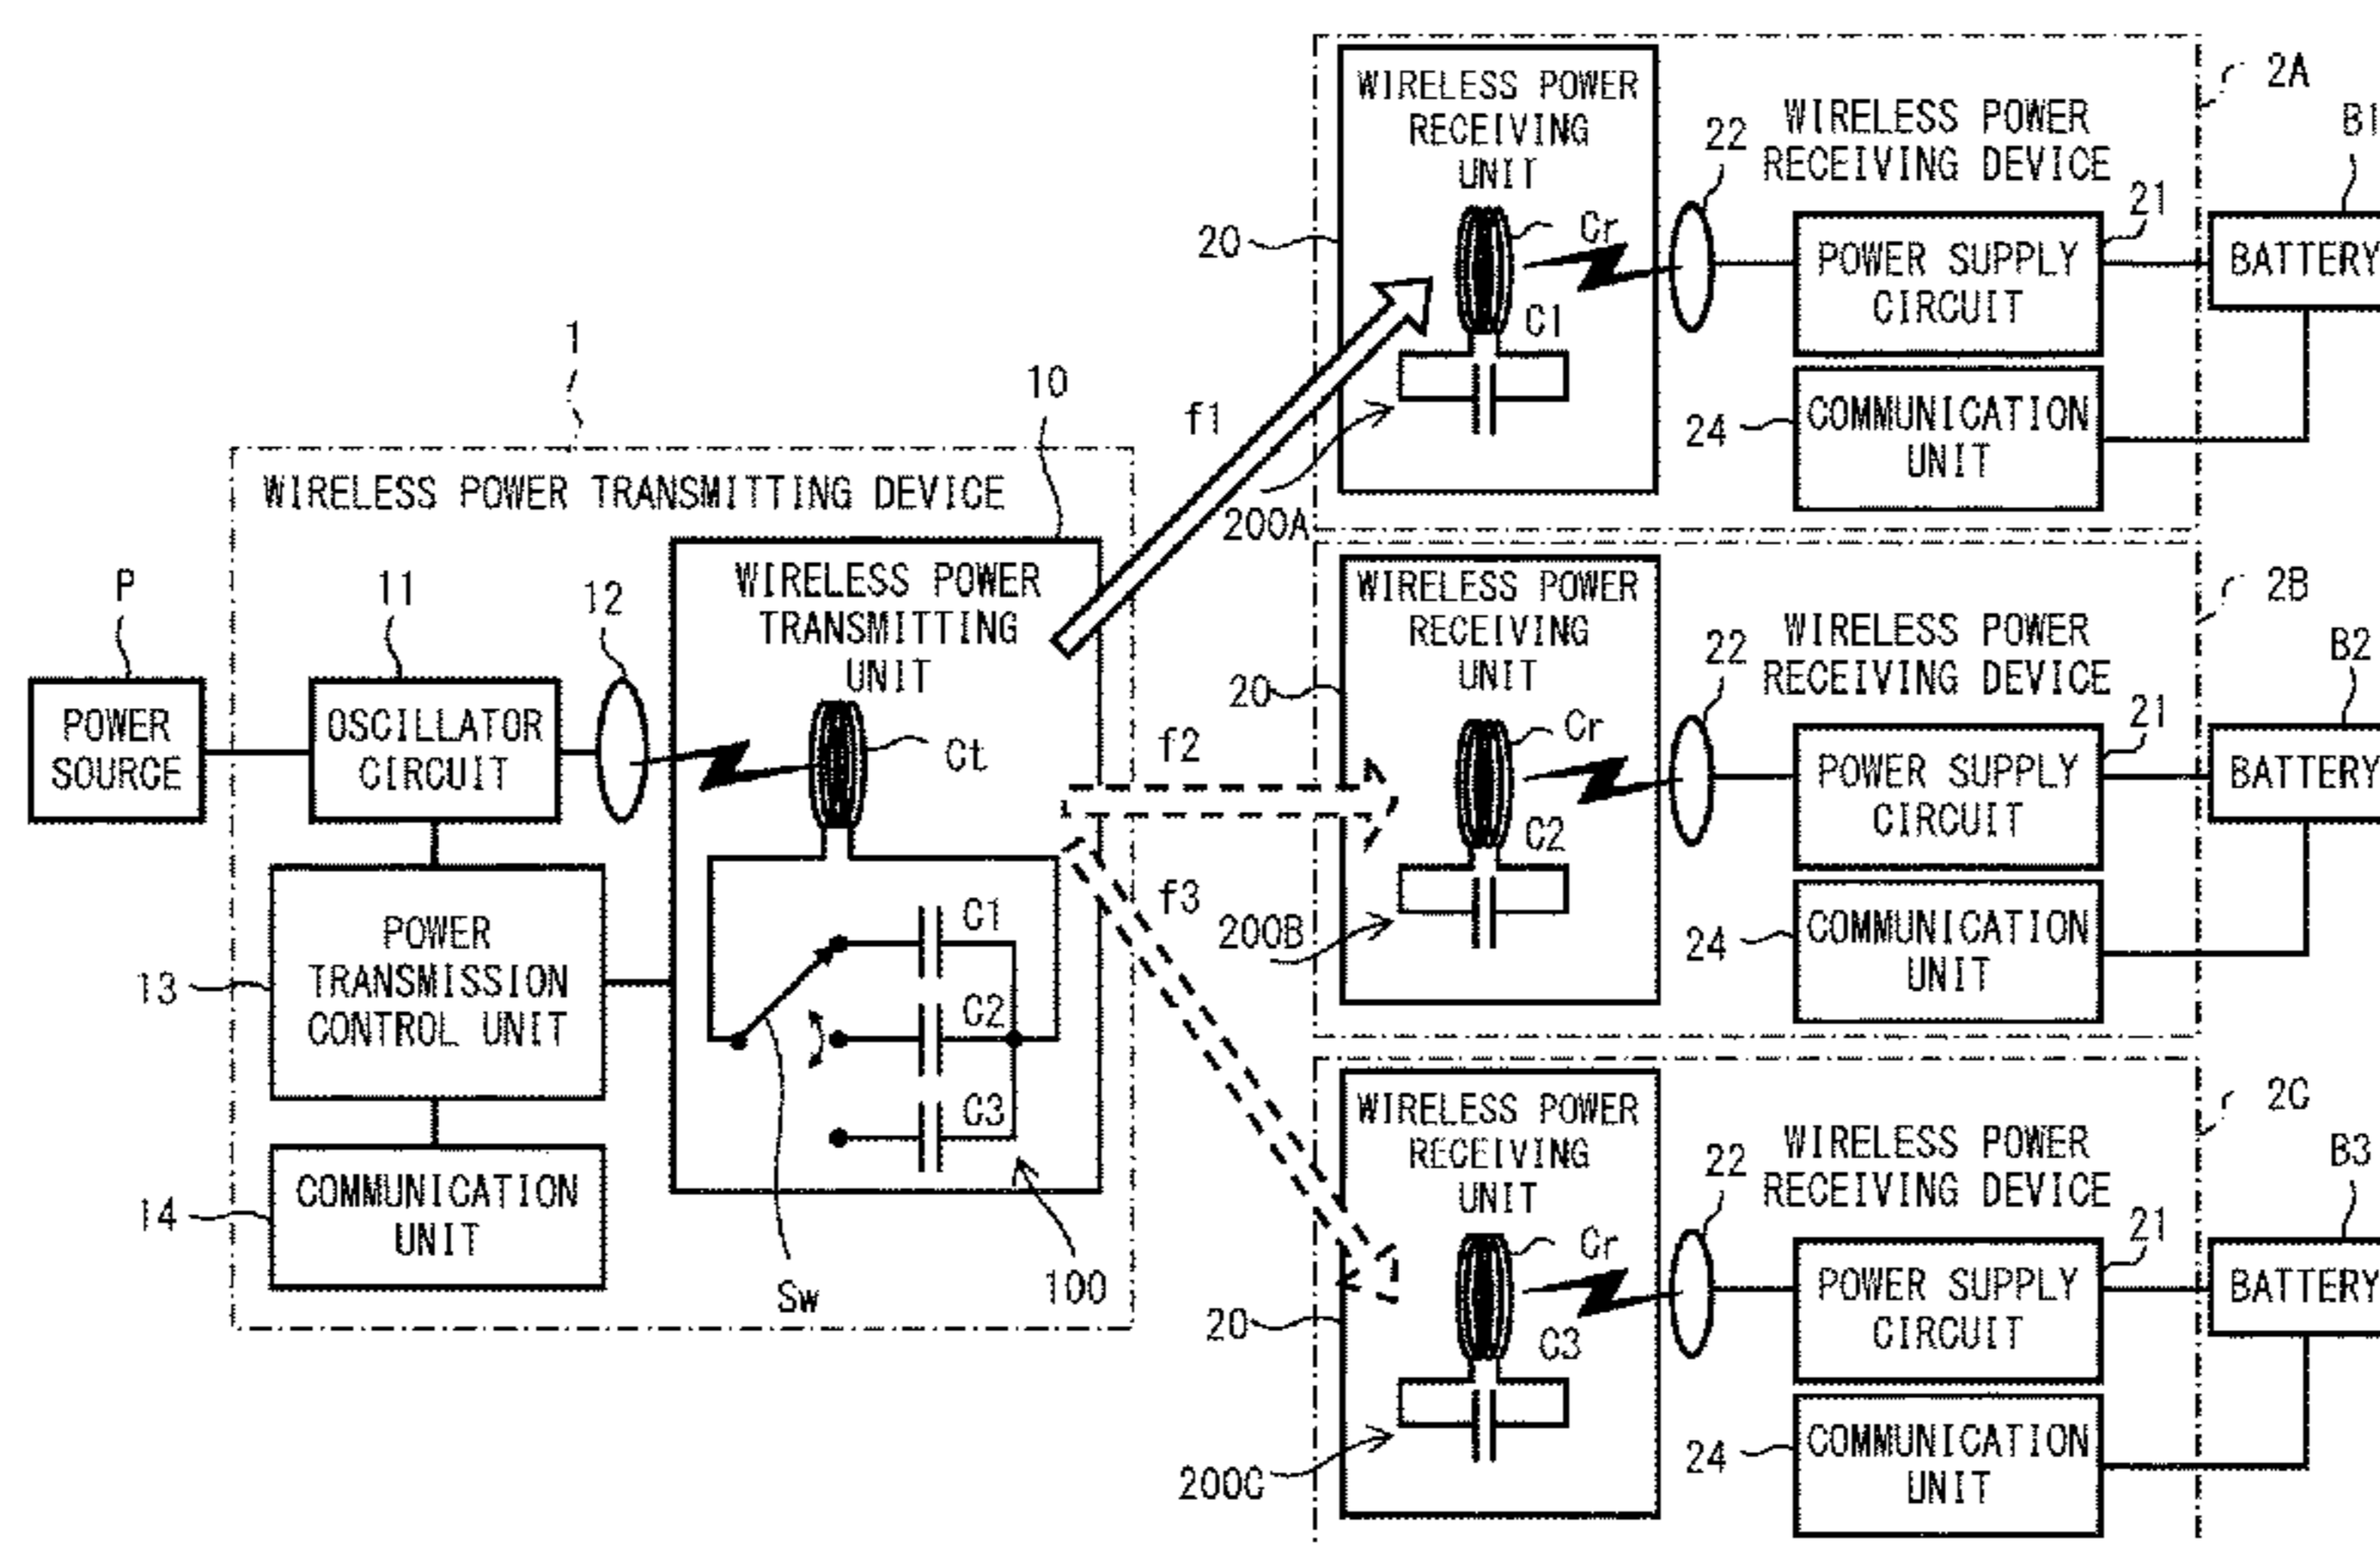 1
WIRELESS POWER TRANSMITTING DEVICE
P
POWER
SOURCE
11
OSCILLATOR
CIRCUIT
12
10
WIRELESS POWER
TRANSMITTING
UNIT
Ct
C1
C2
C3
Sw
100
13
POWER
TRANSMISSION
CONTROL UNIT
14
COMMUNICATION
UNIT
f1
f2
f3
2A
WIRELESS POWER
RECEIVING DEVICE
20
WIRELESS POWER
RECEIVING
UNIT
Cr
C1
200A
22
21
POWER SUPPLY
CIRCUIT
24
COMMUNICATION
UNIT
B1
BATTERY
2B
WIRELESS POWER
RECEIVING DEVICE
20
WIRELESS POWER
RECEIVING
UNIT
Cr
C2
200B
22
21
POWER SUPPLY
CIRCUIT
24
COMMUNICATION
UNIT
B2
BATTERY
2C
WIRELESS POWER
RECEIVING DEVICE
20
WIRELESS POWER
RECEIVING
UNIT
Cr
C3
200C
22
21
POWER SUPPLY
CIRCUIT
24
COMMUNICATION
UNIT
B3
BATTERY